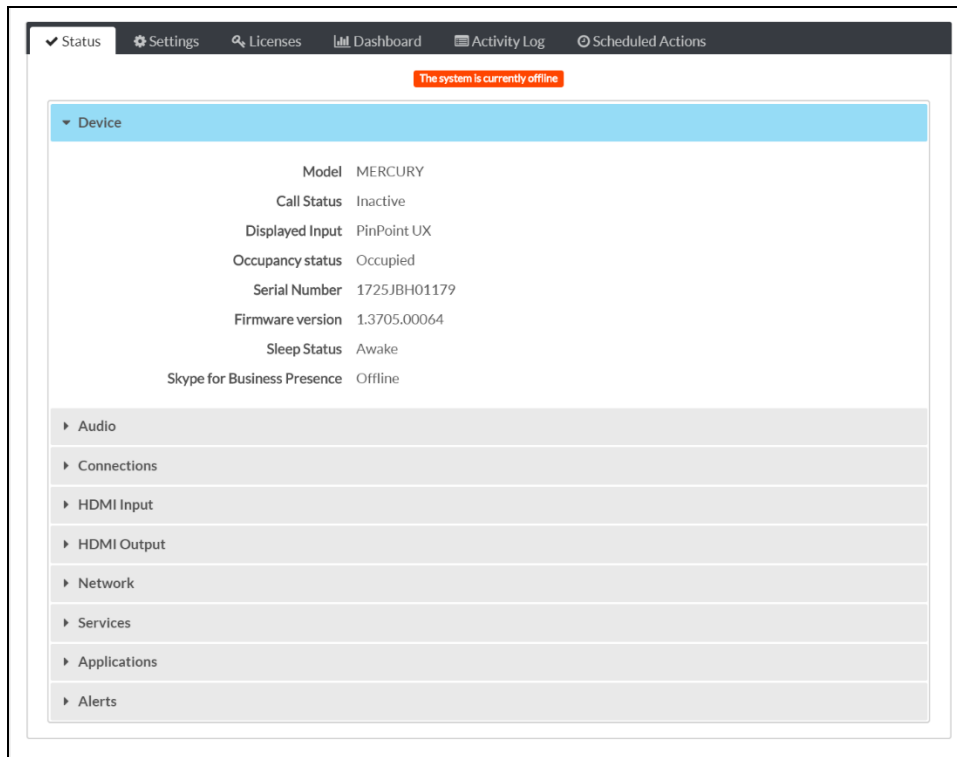 Status Settings Licenses Dashboard Activity Log Scheduled Actions
The system is currently offline
Device
Model MERCURY
Call Status Inactive
Displayed Input PinPoint UX
Occupancy status Occupied
Serial Number 1725JBH01179
Firmware version 1.3705.00064
Sleep Status Awake
Skype for Business Presence Offline
Audio
Connections
HDMI Input
HDMI Output
Network
Services
Applications
Alerts